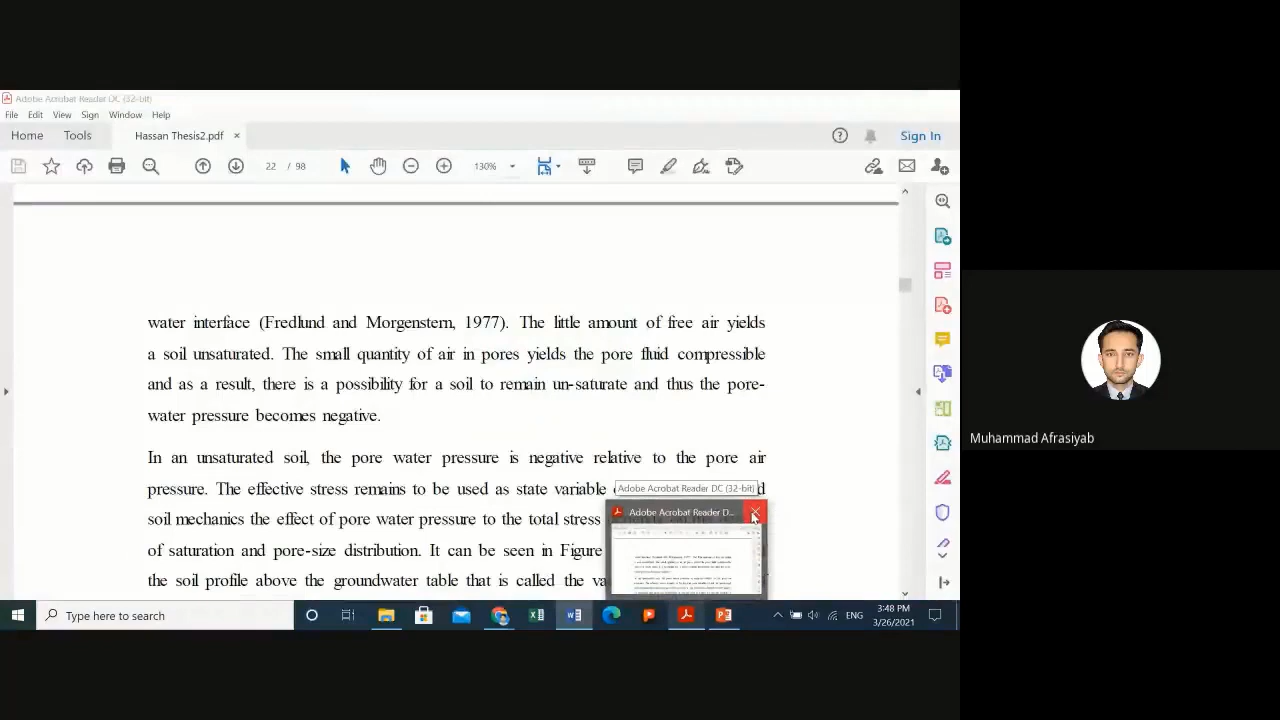 Adobe Acrobat Reader DC (32-bit)
File Edit View Sign Window Help
Home Tools Hassan Thesis2.pdf × Sign In
22 / 98 130%
water interface (Fredlund and Morgenstern, 1977). The little amount of free air yields
a soil unsaturated. The small quantity of air in pores yields the pore fluid compressible
and as a result, there is a possibility for a soil to remain un-saturate and thus the pore-
water pressure becomes negative.
In an unsaturated soil, the pore water pressure is negative relative to the pore air
pressure. The effective stress remains to be used as state variable
Adobe Acrobat Reader DC (32-bit)
Adobe Acrobat Reader D...
soil mechanics the effect of pore water pressure to the total stress
of saturation and pore-size distribution. It can be seen in Figure
the soil profile above the groundwater table that is called the
Muhammad Afrasiyab
Type here to search
ENG
3:48 PM
3/26/2021